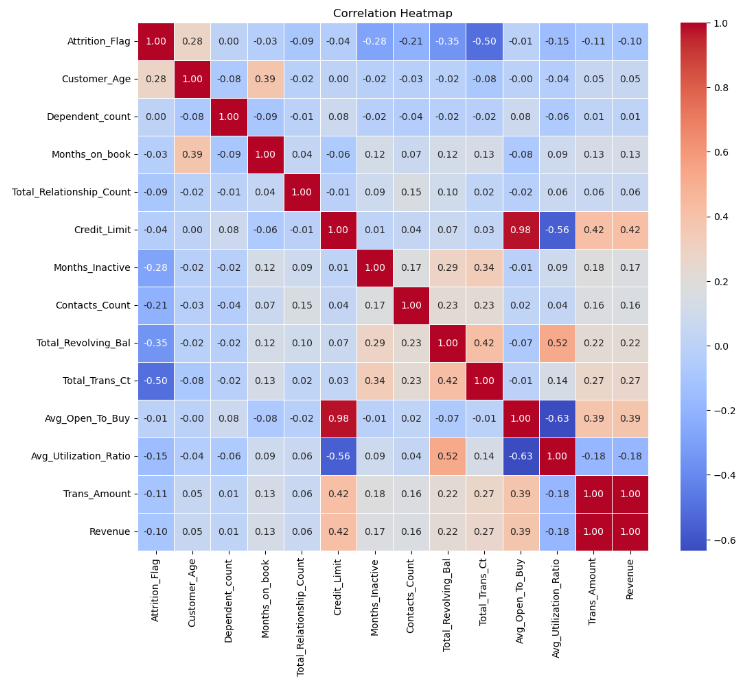 Correlation Heatmap
Attrition_Flag 1.00 0.28 0.00 -0.03 -0.09 -0.04 -0.28 -0.21 -0.35 -0.50 -0.01 -0.15 -0.11 -0.10
Customer_Age 0.28 1.00 -0.08 0.39 -0.02 0.00 -0.02 -0.03 -0.02 -0.08 -0.00 -0.04 0.05 0.05
Dependent_count 0.00 -0.08 1.00 -0.09 -0.01 0.08 -0.02 -0.04 -0.02 -0.02 0.08 -0.06 0.01 0.01
Months_on_book -0.03 0.39 -0.09 1.00 0.04 -0.06 0.12 0.07 0.12 0.13 -0.08 0.09 0.13 0.13
Total_Relationship_Count -0.09 -0.02 -0.01 0.04 1.00 -0.01 0.09 0.15 0.10 0.02 -0.02 0.06 0.06 0.06
Credit_Limit -0.04 0.00 0.08 -0.06 -0.01 1.00 0.01 0.04 0.07 0.03 0.98 -0.56 0.42 0.42
Months_Inactive -0.28 -0.02 -0.02 0.12 0.09 0.01 1.00 0.17 0.29 0.34 -0.01 0.09 0.18 0.17
Contacts_Count -0.21 -0.03 -0.04 0.07 0.15 0.04 0.17 1.00 0.23 0.23 0.02 0.04 0.16 0.16
Total_Revolving_Bal -0.35 -0.02 -0.02 0.12 0.10 0.07 0.29 0.23 1.00 0.42 -0.07 0.52 0.22 0.22
Total_Trans_Ct -0.50 -0.08 -0.02 0.13 0.02 0.03 0.34 0.23 0.42 1.00 -0.01 0.14 0.27 0.27
Avg_Open_To_Buy -0.01 -0.00 0.08 -0.08 -0.02 0.98 -0.01 0.02 -0.07 -0.01 1.00 -0.63 0.39 0.39
Avg_Utilization_Ratio -0.15 -0.04 -0.06 0.09 0.06 -0.56 0.09 0.04 0.52 0.14 -0.63 1.00 -0.18 -0.18
Trans_Amount -0.11 0.05 0.01 0.13 0.06 0.42 0.18 0.16 0.22 0.27 0.39 -0.18 1.00 1.00
Revenue -0.10 0.05 0.01 0.13 0.06 0.42 0.17 0.16 0.22 0.27 0.39 -0.18 1.00 1.00
Attrition_Flag
Customer_Age
Dependent_count
Months_on_book
Total_Relationship_Count
Credit_Limit
Months_Inactive
Contacts_Count
Total_Revolving_Bal
Total_Trans_Ct
Avg_Open_To_Buy
Avg_Utilization_Ratio
Trans_Amount
Revenue
1.0
0.8
0.6
0.4
0.2
0.0
-0.2
-0.4
-0.6